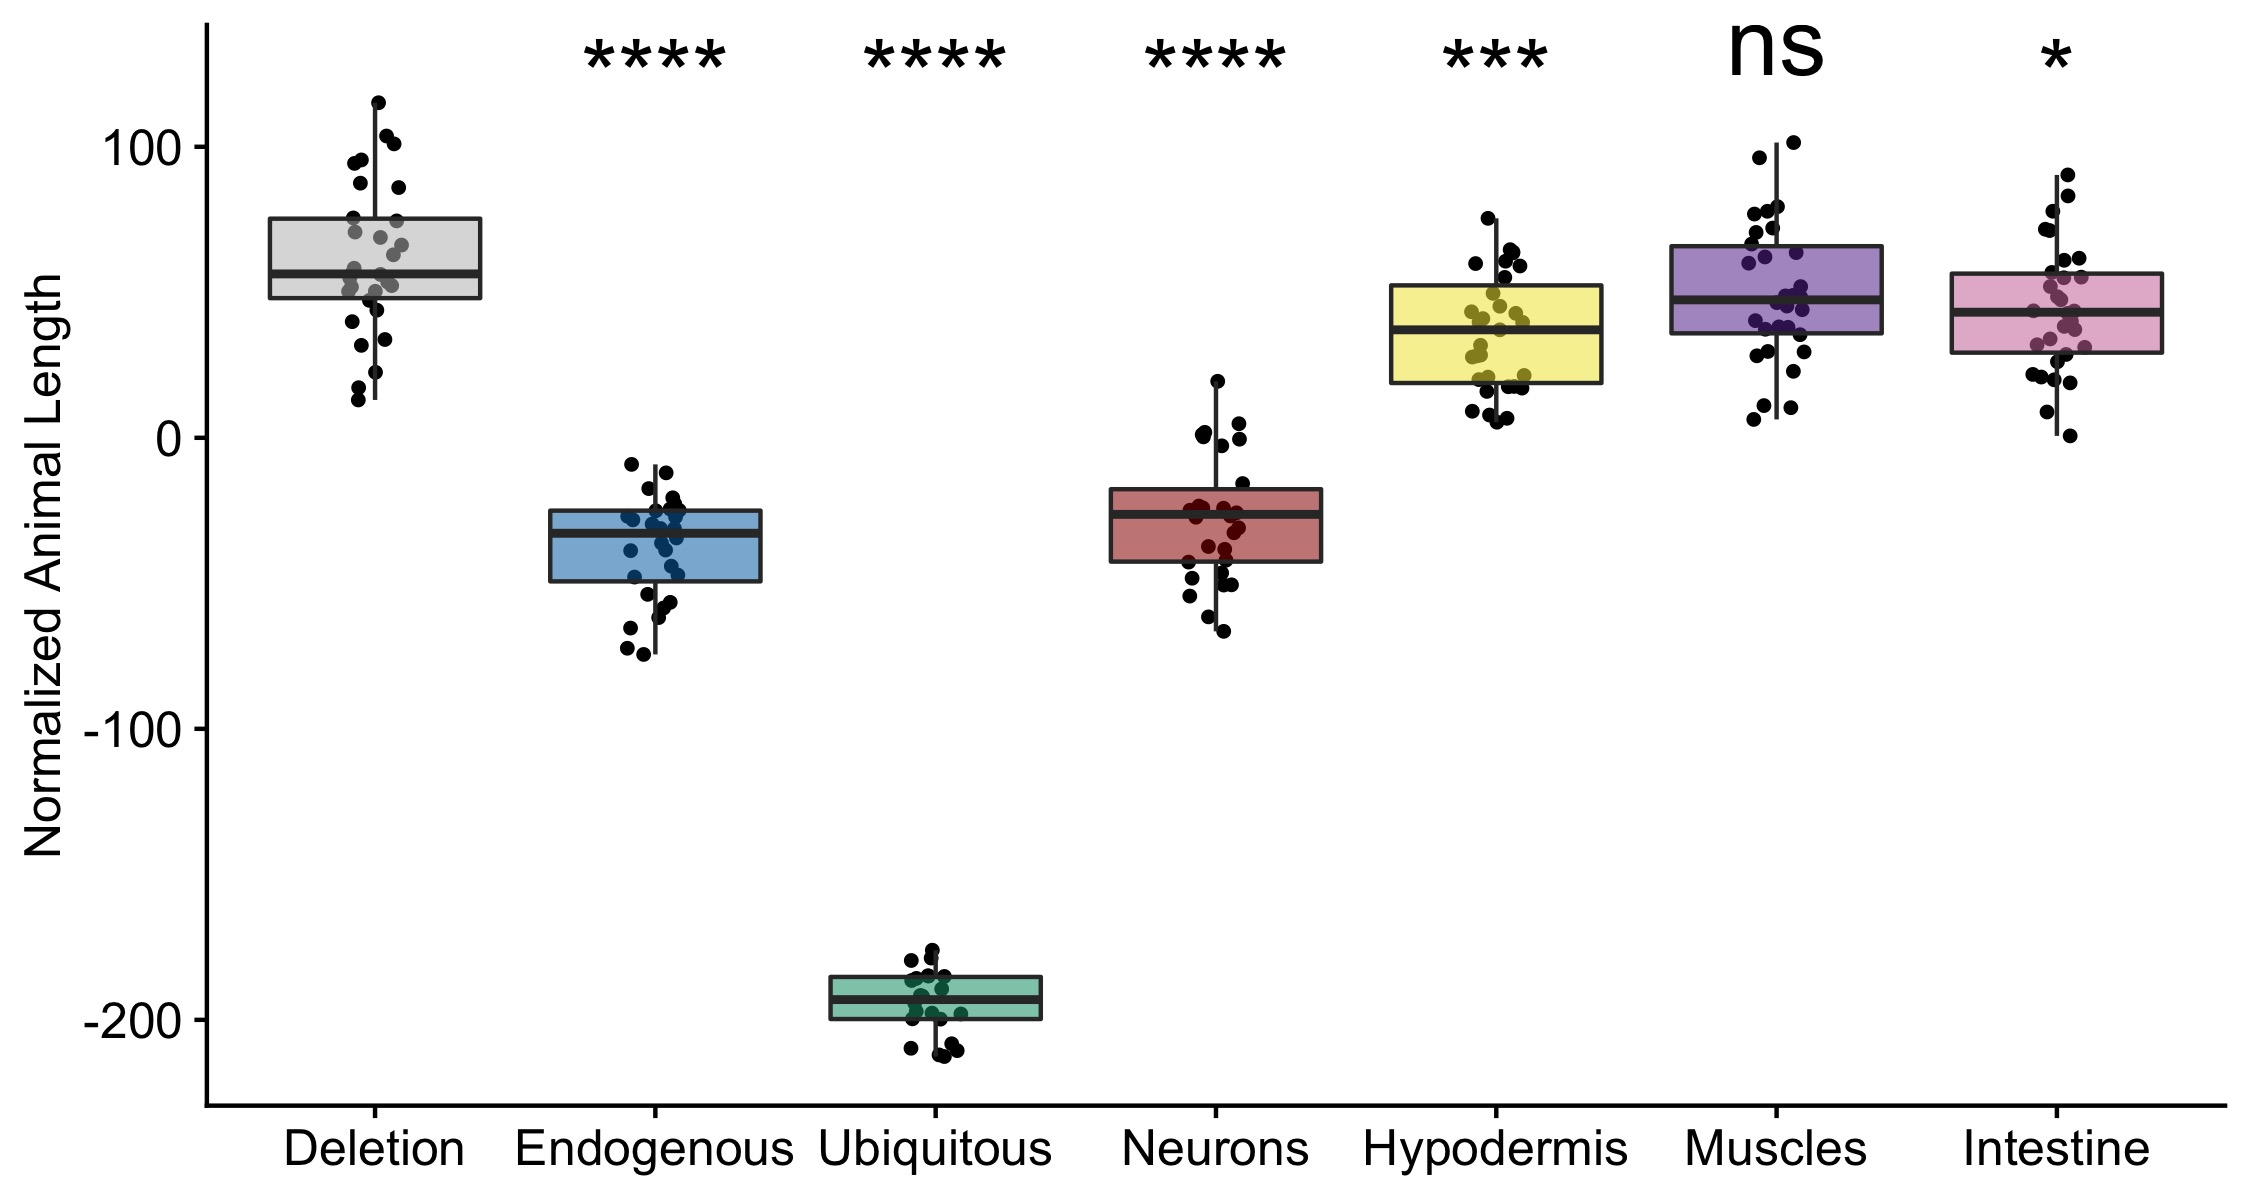 **** **** **** *** ns *
100
0
-100
-200
Normalized Animal Length
Deletion Endogenous Ubiquitous Neurons Hypodermis Muscles Intestine